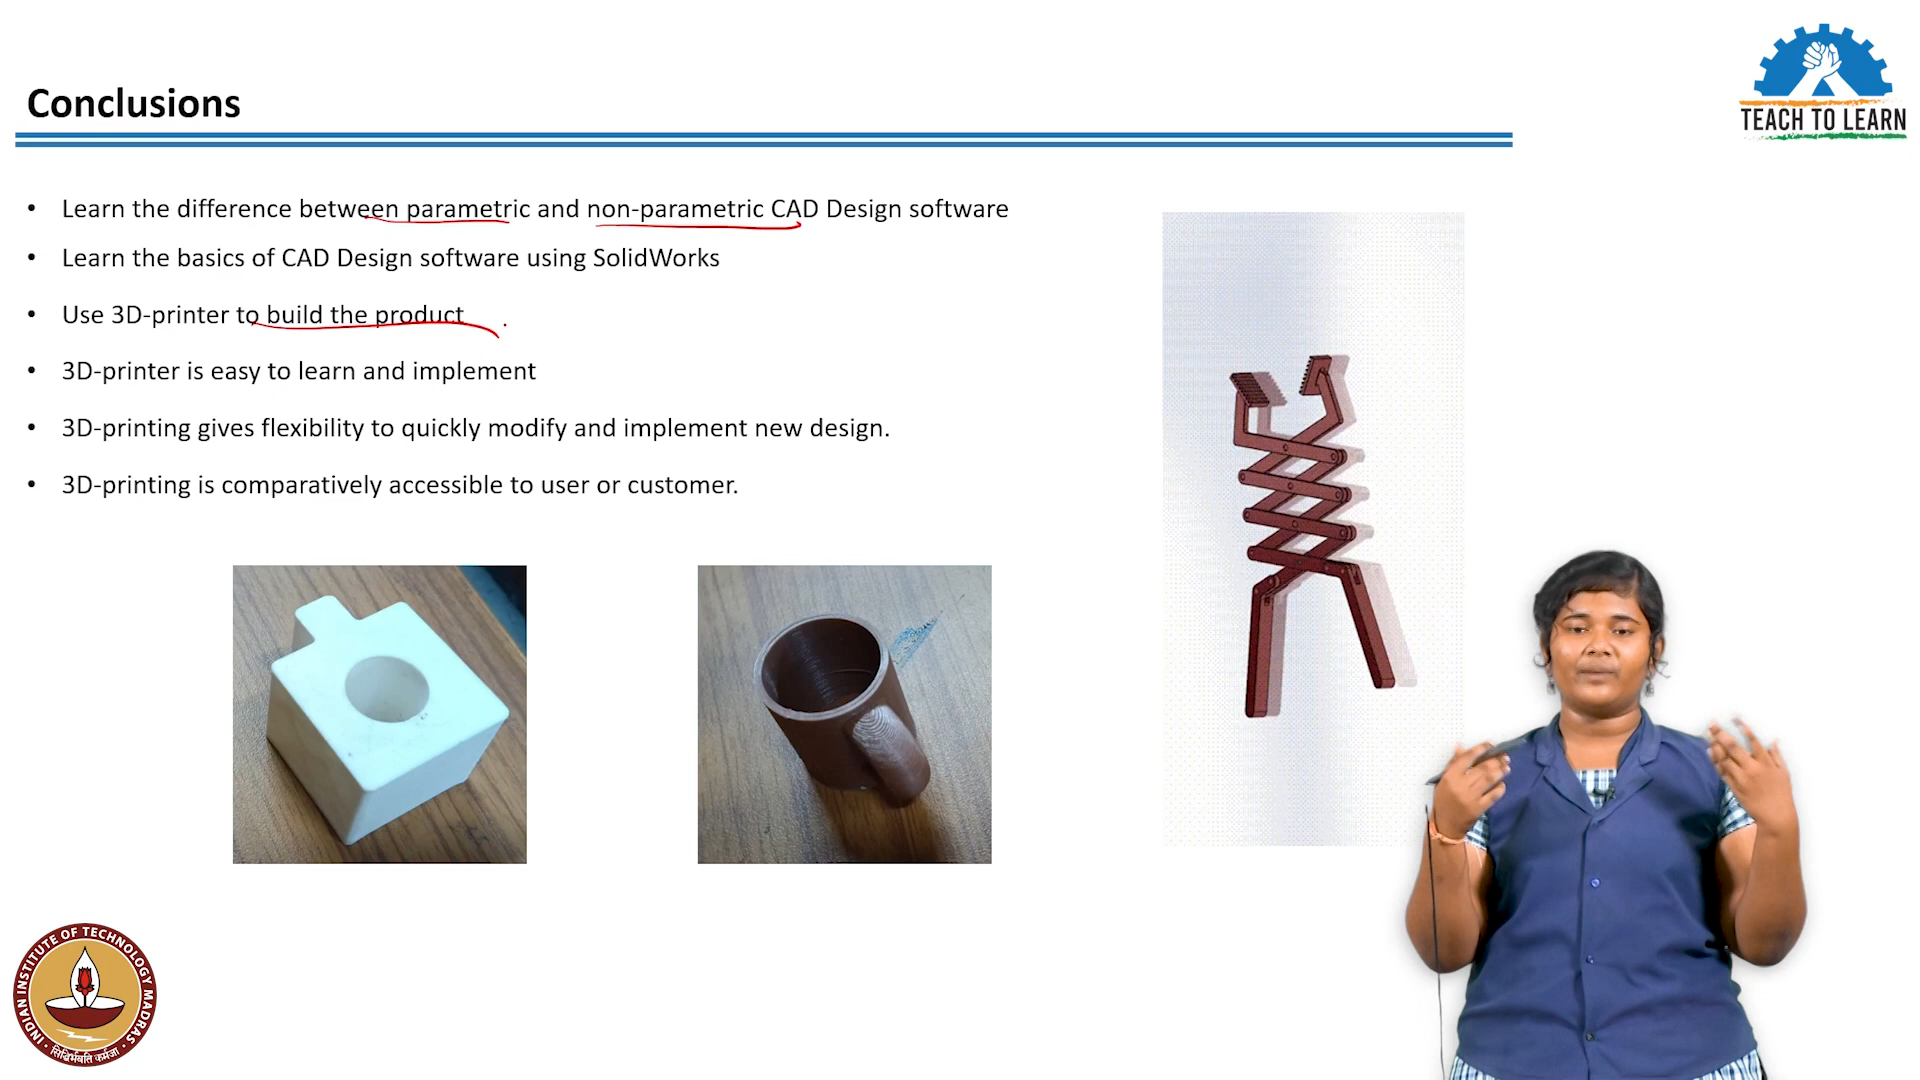 Conclusions
TEACH TO LEARN
• Learn the difference between parametric and non-parametric CAD Design software
• Learn the basics of CAD Design software using SolidWorks
• Use 3D-printer to build the product
• 3D-printer is easy to learn and implement
• 3D-printing gives flexibility to quickly modify and implement new design.
• 3D-printing is comparatively accessible to user or customer.
INDIAN INSTITUTE OF TECHNOLOGY MADRAS
सिद्धिर्भवति कर्मजा